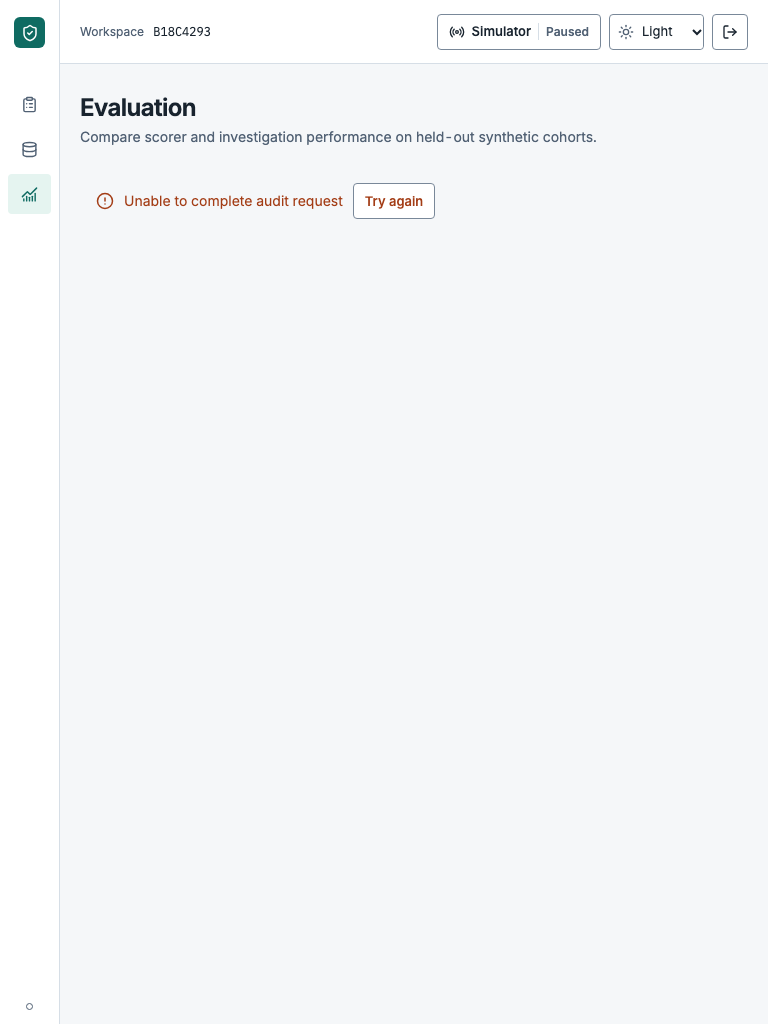 Workspace B18C4293
Simulator Paused
Light
Evaluation
Compare scorer and investigation performance on held-out synthetic cohorts.
Unable to complete audit request Try again